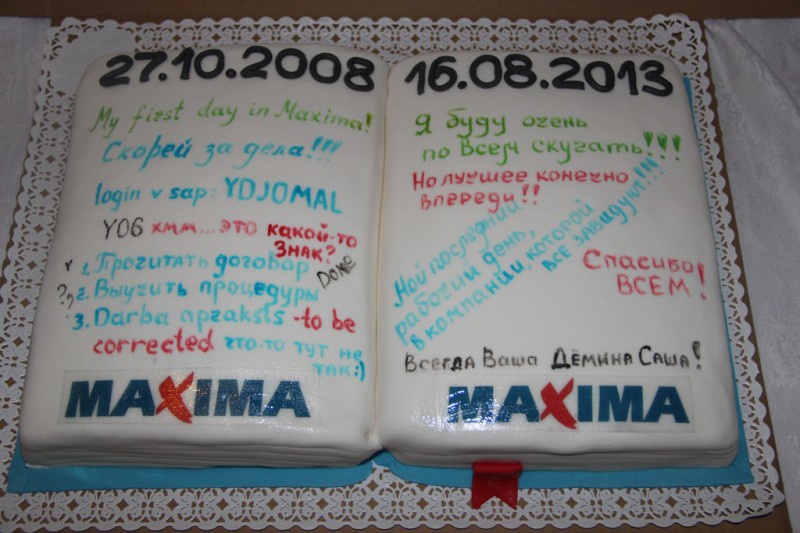 27.10.2008
My first day in Maxima!
Скорей за дела!!!
login v sap: YDJOMAL
Y06 хмм... это какой-то
знак?
v 1. Прочитать договор
Done
?? 2. Выучить процедуры
3. Darba apraksts - to be
corrected что-то тут не
так:)
MAXIMA
16.08.2013
Я буду очень
по всем скучать!!!
Но лучшее конечно
впереди!!
Мой последний
рабочий день,
в компании, которой
все завидуют!!!
Спасибо
ВСЕМ!
Всегда Ваша Дёмина Саша!
MAXIMA